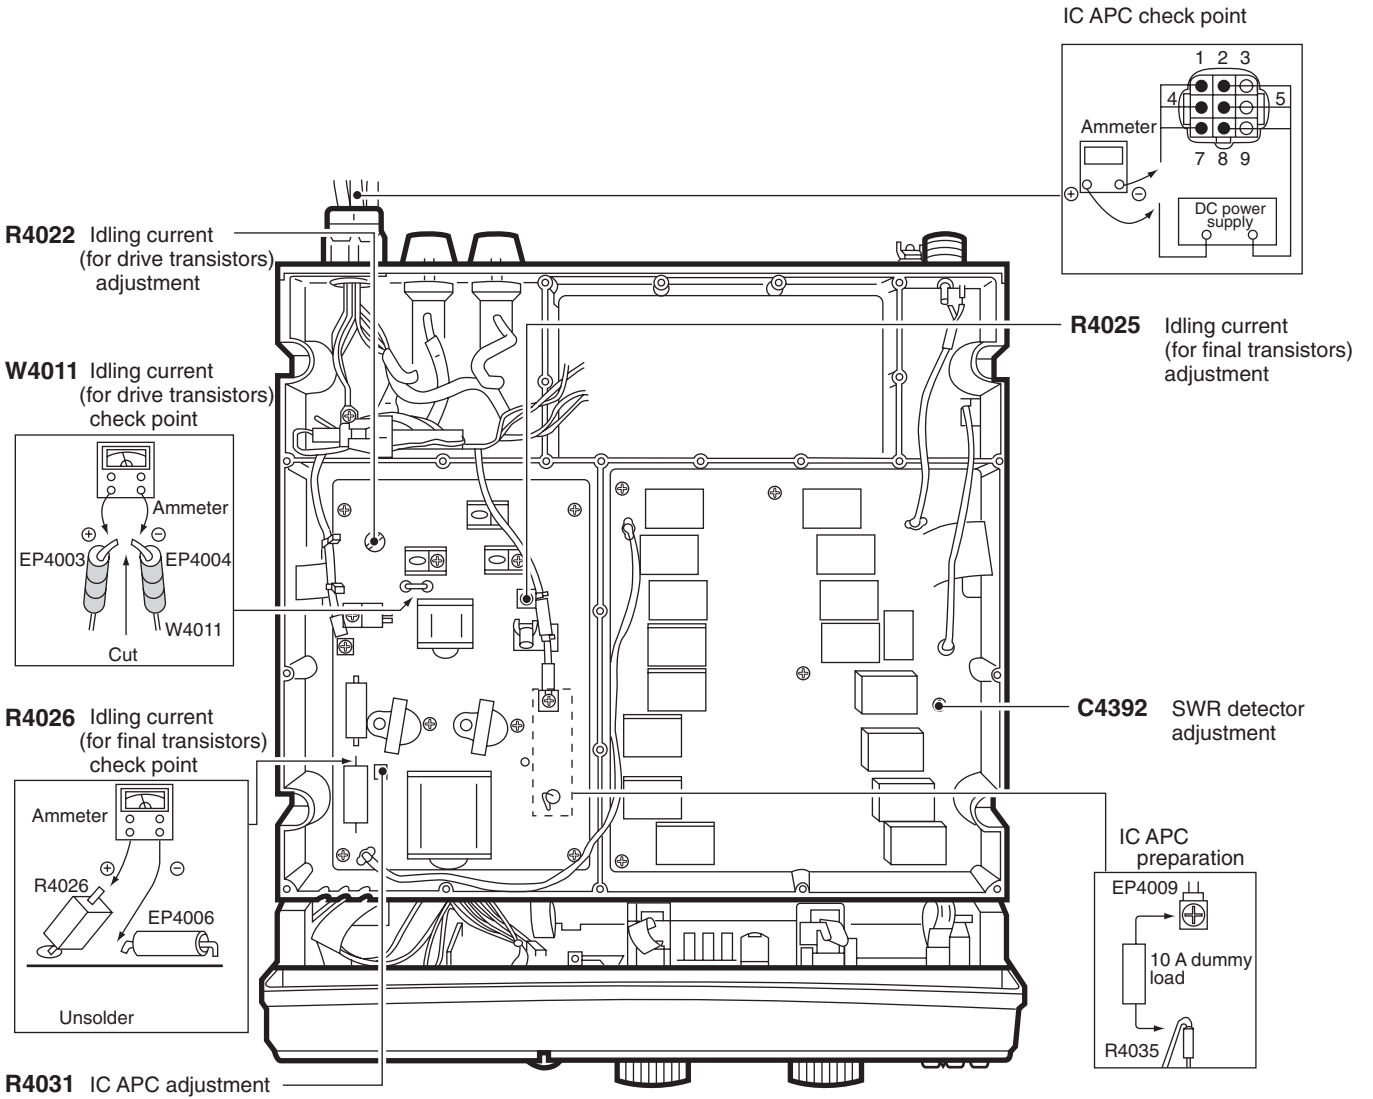 IC APC check point
1 2 3
4 5
Ammeter
7 8 9
+ −
DC power
supply
R4022 Idling current
(for drive transistors)
adjustment
R4025 Idling current
(for final transistors)
adjustment
W4011 Idling current
(for drive transistors)
check point
Ammeter
+ −
EP4003 EP4004
W4011
Cut
R4026 Idling current
(for final transistors)
check point
Ammeter
+ −
R4026
EP4006
Unsolder
C4392 SWR detector
adjustment
IC APC
preparation
EP4009
10 A dummy
load
R4035
R4031 IC APC adjustment